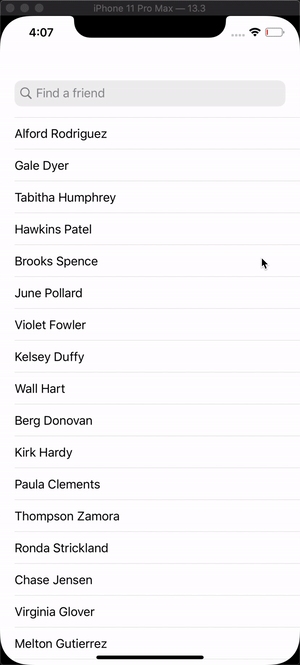 iPhone 11 Pro Max — 13.3
4:07
Find a friend
Alford Rodriguez
Gale Dyer
Tabitha Humphrey
Hawkins Patel
Brooks Spence
June Pollard
Violet Fowler
Kelsey Duffy
Wall Hart
Berg Donovan
Kirk Hardy
Paula Clements
Thompson Zamora
Ronda Strickland
Chase Jensen
Virginia Glover
Melton Gutierrez